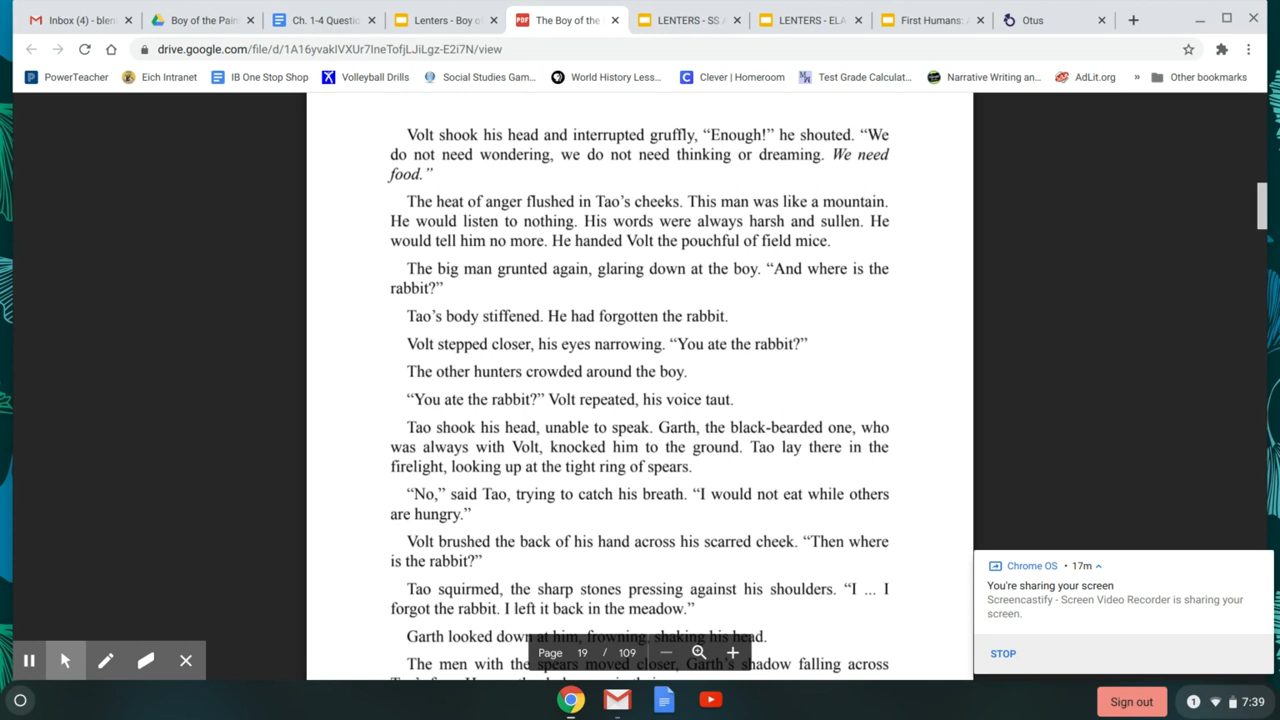 Inbox (4) - blen
Boy of the Pain
Ch. 1-4 Questio
Lenters - Boy o
PDF
The Boy of the
LENTERS - SS
LENTERS - ELA
First Humans:
Otus
drive.google.com/file/d/1A16yvakIVXUr7IneTofjLJiLgz-E2i7N/view
PowerTeacher
Eich Intranet
IB One Stop Shop
Volleyball Drills
Social Studies Gam...
World History Less...
Clever | Homeroom
Test Grade Calculat...
Narrative Writing an...
AdLit.org
»
Other bookmarks
Volt shook his head and interrupted gruffly, “Enough!” he shouted. “We
do not need wondering, we do not need thinking or dreaming. We need
food.”
The heat of anger flushed in Tao’s cheeks. This man was like a mountain.
He would listen to nothing. His words were always harsh and sullen. He
would tell him no more. He handed Volt the pouchful of field mice.
The big man grunted again, glaring down at the boy. “And where is the
rabbit?”
Tao’s body stiffened. He had forgotten the rabbit.
Volt stepped closer, his eyes narrowing. “You ate the rabbit?”
The other hunters crowded around the boy.
“You ate the rabbit?” Volt repeated, his voice taut.
Tao shook his head, unable to speak. Garth, the black-bearded one, who
was always with Volt, knocked him to the ground. Tao lay there in the
firelight, looking up at the tight ring of spears.
“No,” said Tao, trying to catch his breath. “I would not eat while others
are hungry.”
Volt brushed the back of his hand across his scarred cheek. “Then where
is the rabbit?”
Tao squirmed, the sharp stones pressing against his shoulders. “I ... I
forgot the rabbit. I left it back in the meadow.”
Garth looked down at him, frowning, shaking his head.
The men with the spears moved closer, Garth’s shadow falling across
Page 19 / 109
Chrome OS • 17m
You're sharing your screen
Screencastify - Screen Video Recorder is sharing your
screen.
STOP
Sign out
1
7:39